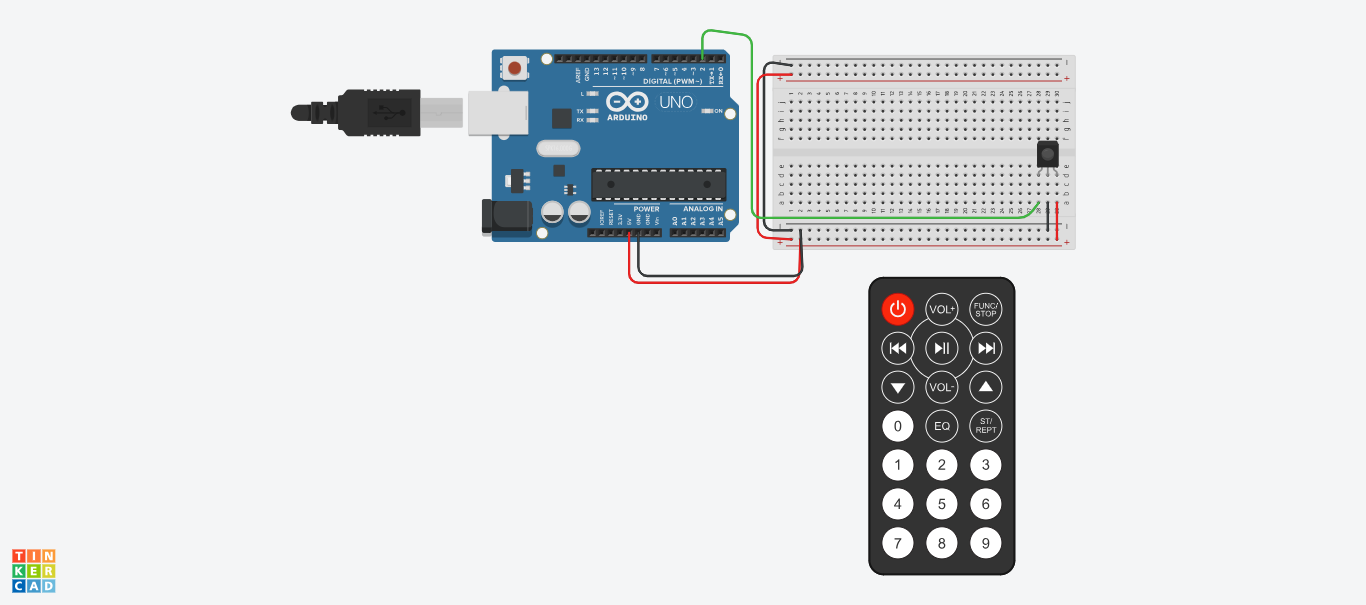 AREF
GND
13
12
~11
~10
~9
8
7
~6
~5
4
~3
2
TX→1
RX←0
DIGITAL (PWM~)
L
TX
RX
UNO
ARDUINO
ON
POWER
ANALOG IN
IOREF
RESET
3.3V
5V
GND
GND
Vin
A0
A1
A2
A3
A4
A5
VOL+
FUNC/
STOP
VOL-
0
EQ
ST/
REPT
1 2 3
4 5 6
7 8 9
TIN
KER
CAD